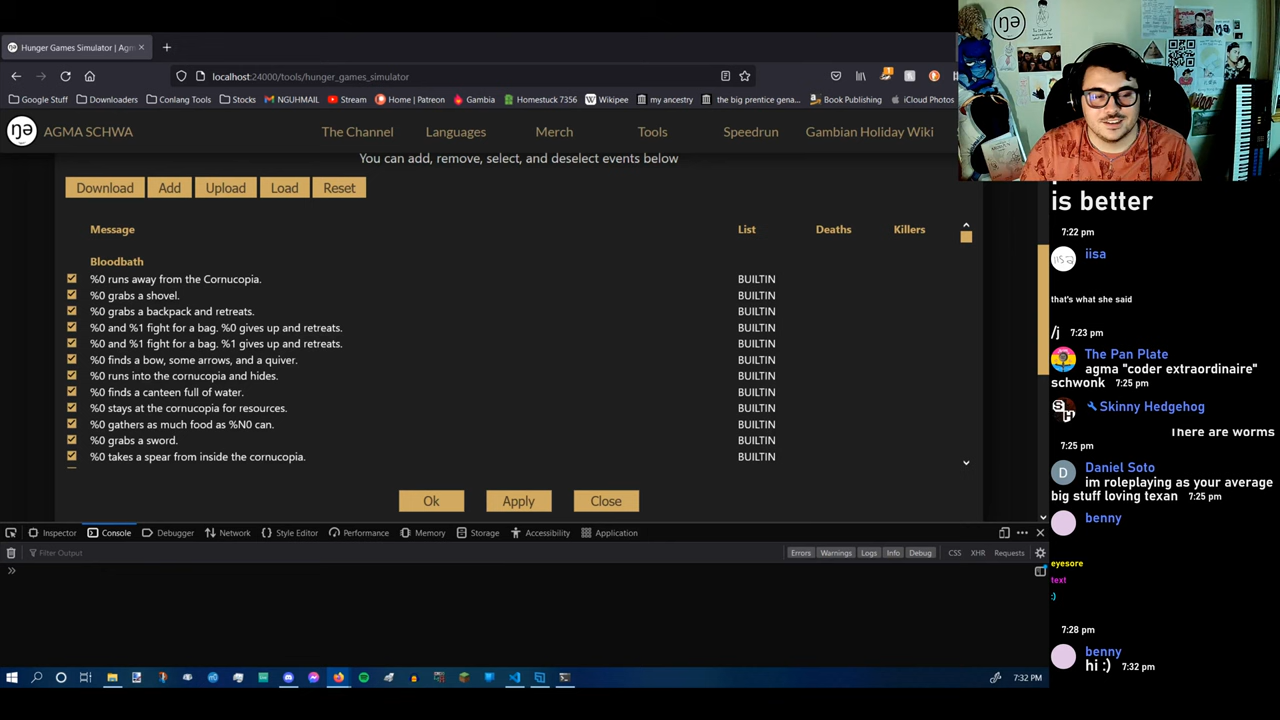 Hunger Games Simulator | Agm
localhost:24000/tools/hunger_games_simulator
Google Stuff
Downloaders
Conlang Tools
Stocks
NGUHMAIL
Stream
Home | Patreon
Gambia
Homestuck 7356
Wikipee
my ancestry
the big prentice gena...
Book Publishing
iCloud Photos
ŋə
AGMA SCHWA
The Channel
Languages
Merch
Tools
Speedrun
Gambian Holiday Wiki
You can add, remove, select, and deselect events below
Download
Add
Upload
Load
Reset
Message
List
Deaths
Killers
Bloodbath
%0 runs away from the Cornucopia. BUILTIN
%0 grabs a shovel. BUILTIN
%0 grabs a backpack and retreats. BUILTIN
%0 and %1 fight for a bag. %0 gives up and retreats. BUILTIN
%0 and %1 fight for a bag. %1 gives up and retreats. BUILTIN
%0 finds a bow, some arrows, and a quiver. BUILTIN
%0 runs into the cornucopia and hides. BUILTIN
%0 finds a canteen full of water. BUILTIN
%0 stays at the cornucopia for resources. BUILTIN
%0 gathers as much food as %N0 can. BUILTIN
%0 grabs a sword. BUILTIN
%0 takes a spear from inside the cornucopia. BUILTIN
Ok
Apply
Close
Inspector
Console
Debugger
Network
Style Editor
Performance
Memory
Storage
Accessibility
Application
Filter Output
Errors
Warnings
Logs
Info
Debug
CSS
XHR
Requests
7:32 PM
ŋə
is better
7:22 pm
iisa
that's what she said
/j 7:23 pm
The Pan Plate
agma "coder extraordinaire"
schwonk 7:25 pm
Skinny Hedgehog
There are worms
7:25 pm
D
Daniel Soto
im roleplaying as your average
big stuff loving texan 7:25 pm
benny
eyesore
text
:)
7:28 pm
benny
hi :) 7:32 pm